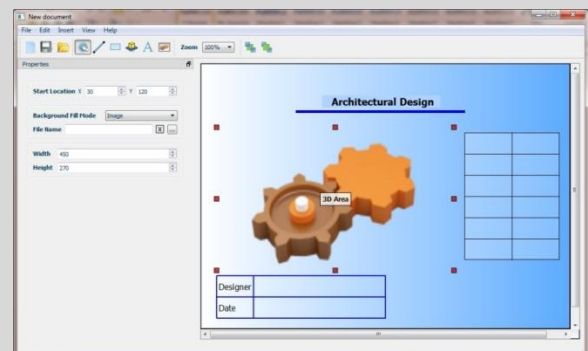 New document
File Edit Insert View Help
A Zoom 200%
Properties
Start Location X 30 Y 120
Background Fill Mode Image
File Name X ...
Width 450
Height 270
Architectural Design
3D Area
Designer
Date